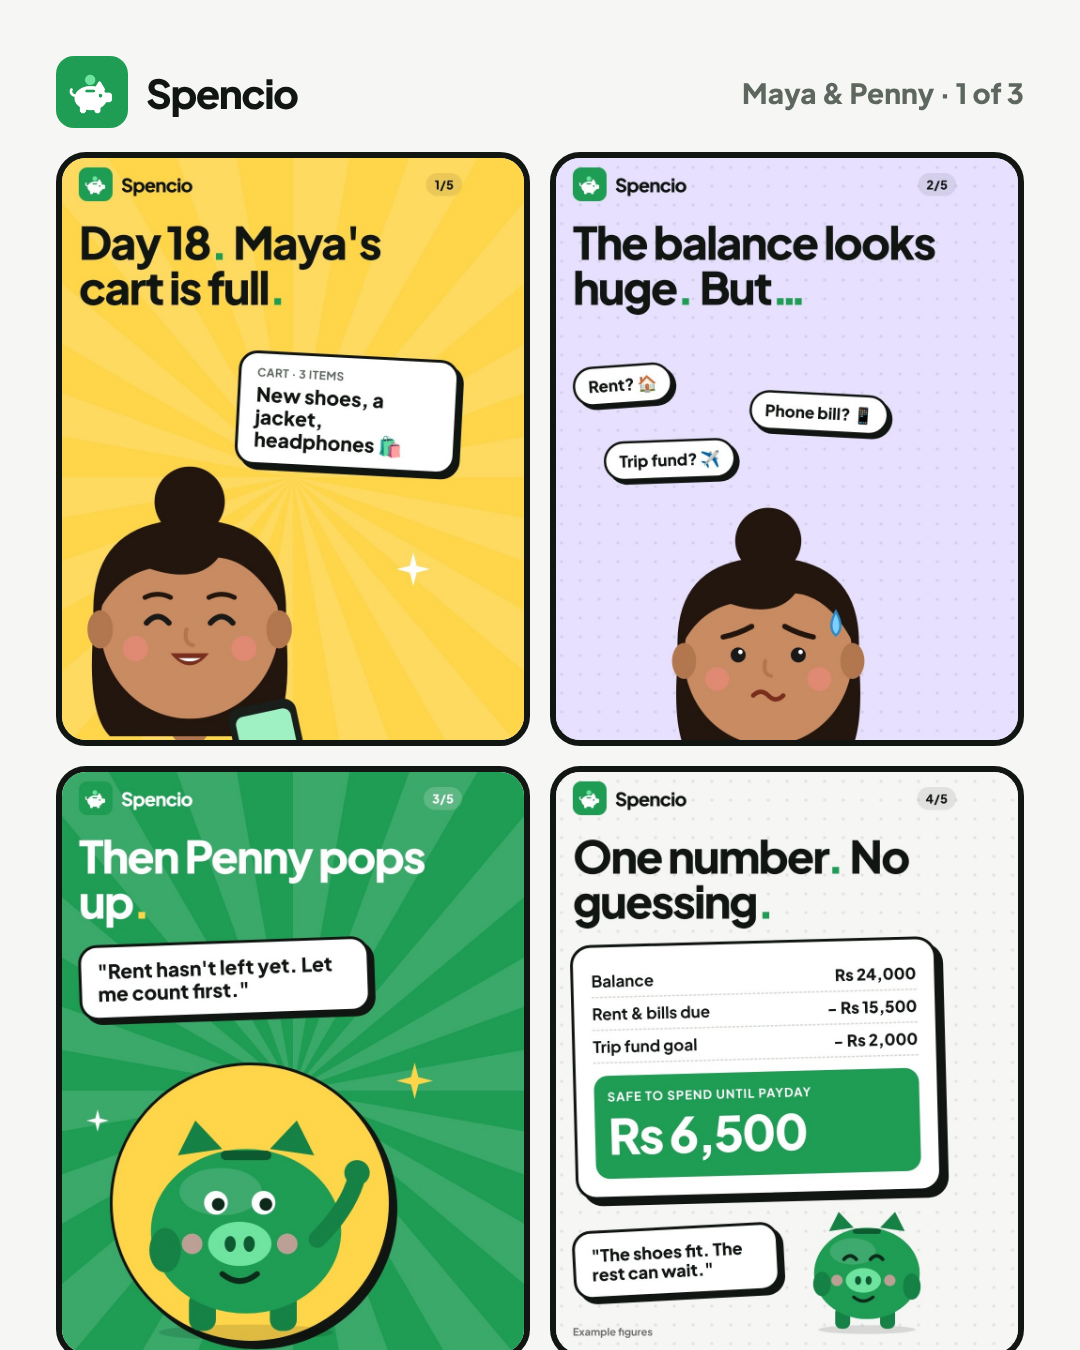 Spencio
Maya & Penny · 1 of 3
Spencio
1/5
Day 18. Maya's
cart is full.
CART · 3 ITEMS
New shoes, a
jacket,
headphones 🛍️
Spencio
2/5
The balance looks
huge. But...
Rent? 🏠
Phone bill? 📱
Trip fund? ✈️
Spencio
3/5
Then Penny pops
up.
"Rent hasn't left yet. Let
me count first."
Spencio
4/5
One number. No
guessing.
Balance Rs 24,000
Rent & bills due – Rs 15,500
Trip fund goal – Rs 2,000
SAFE TO SPEND UNTIL PAYDAY
Rs 6,500
"The shoes fit. The
rest can wait."
Example figures